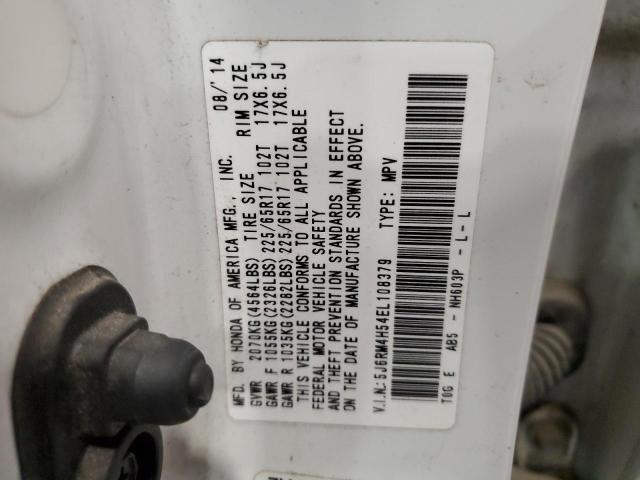 MFD. BY HONDA OF AMERICA MFG., INC. 08/'14
GVWR 2070KG(4564LBS) TIRE SIZE RIM SIZE
GAWR F 1055KG(2326LBS) 225/65R17 102T 17X6.5J
GAWR R 1035KG(2282LBS) 225/65R17 102T 17X6.5J
THIS VEHICLE CONFORMS TO ALL APPLICABLE
FEDERAL MOTOR VEHICLE SAFETY
AND THEFT PREVENTION STANDARDS IN EFFECT
ON THE DATE OF MANUFACTURE SHOWN ABOVE.
V.I.N.: 5J6RM4H54EL108379 TYPE: MPV
T0G E AB5 - NH603P - L - L